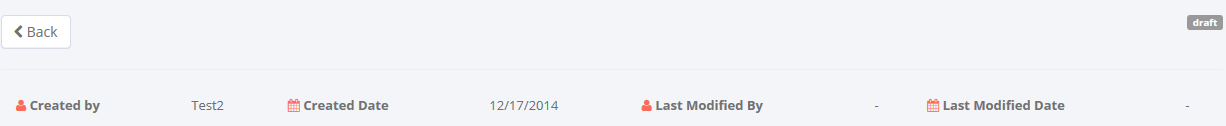 Back
draft
Created by Test2 Created Date 12/17/2014 Last Modified By - Last Modified Date -